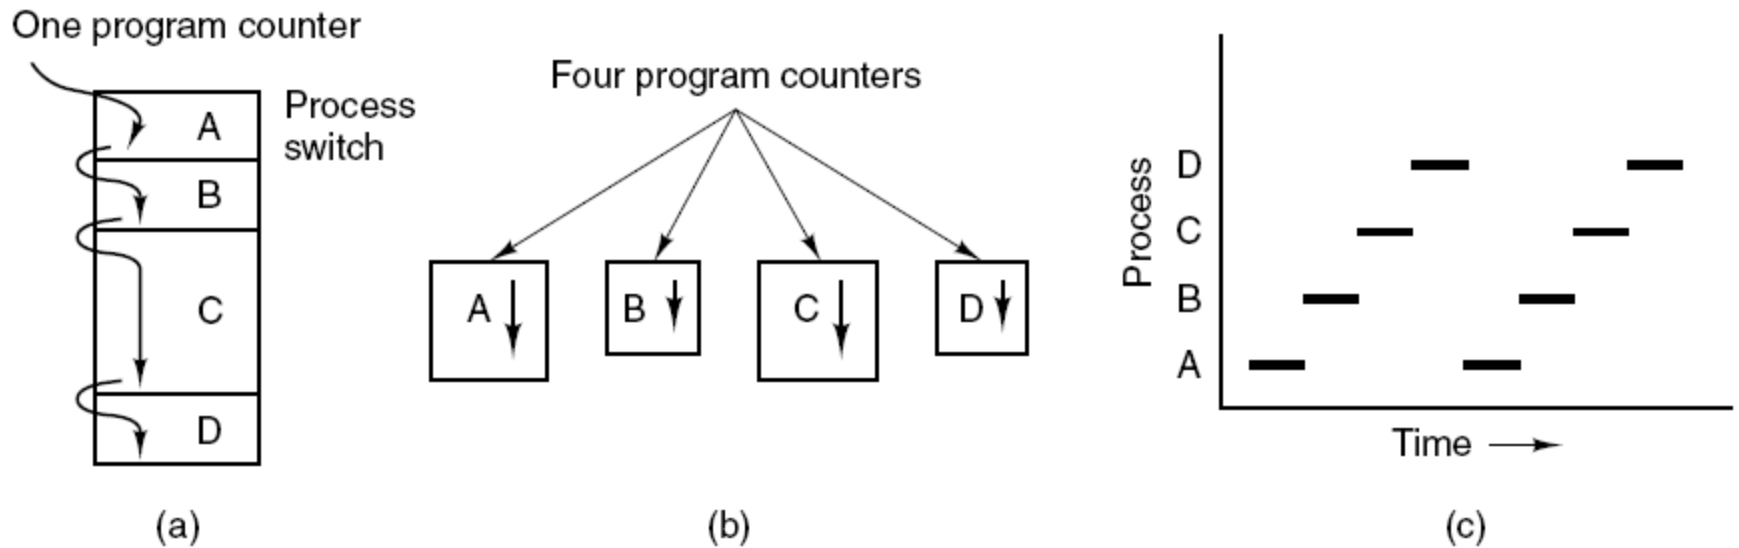 One program counter
Process
switch
A
B
C
D
(a)
Four program counters
A
B
C
D
(b)
Process
D
C
B
A
Time
(c)